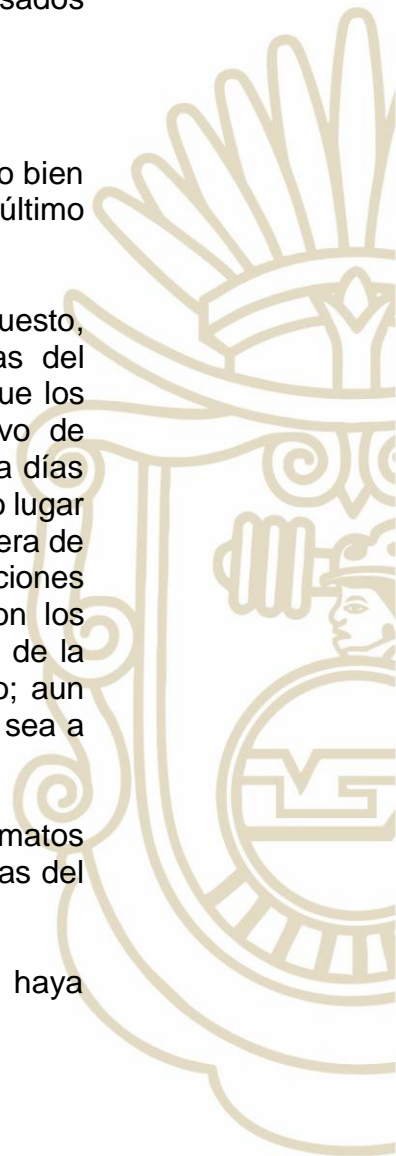 sados
o bien
último
uesto,
as del
ue los
vo de
a días
o lugar
era de
ciones
on los
de la
o; aun
sea a
matos
as del
haya